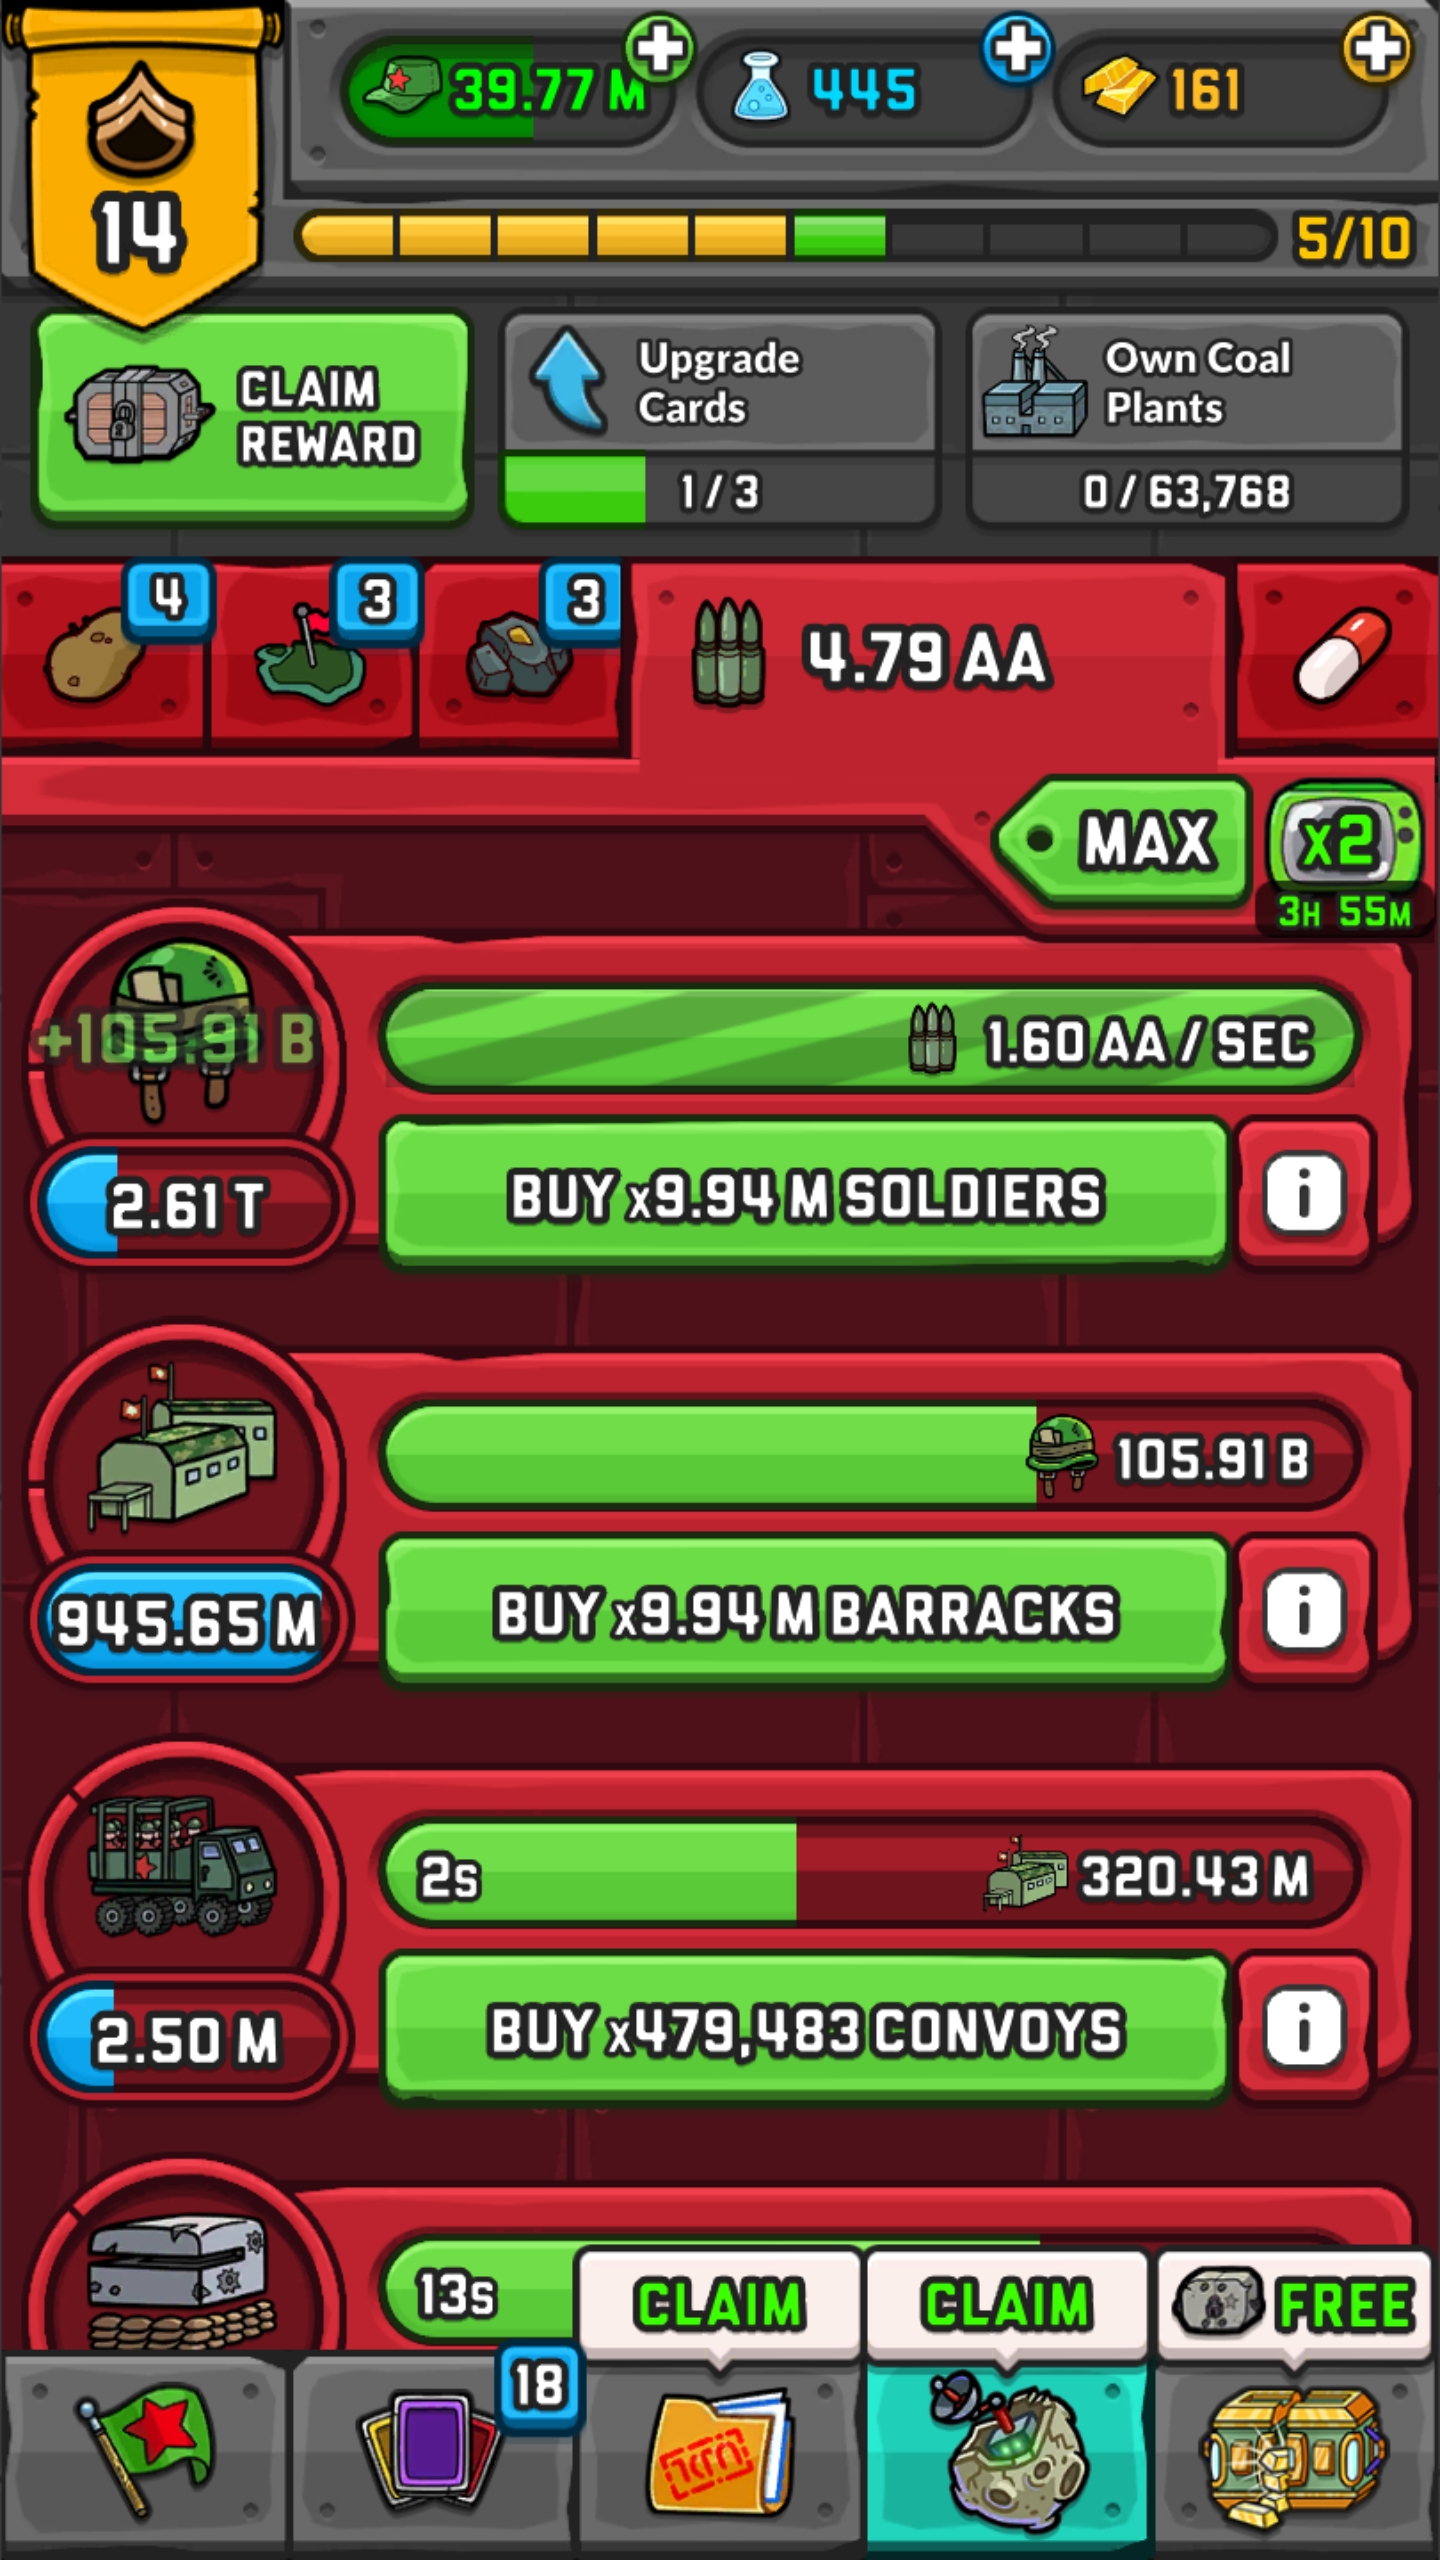 39.77 M
445
161
14
5/10
CLAIM
REWARD
Upgrade
Cards
1 / 3
Own Coal
Plants
0 / 63,768
4
3
3
4.79 AA
MAX
x2
3H 55M
+105.91 B
1.60 AA / SEC
2.61 T
BUY x9.94 M SOLDIERS
i
105.91 B
945.65 M
BUY x9.94 M BARRACKS
i
2s
320.43 M
2.50 M
BUY x479,483 CONVOYS
i
13s
CLAIM
CLAIM
FREE
18